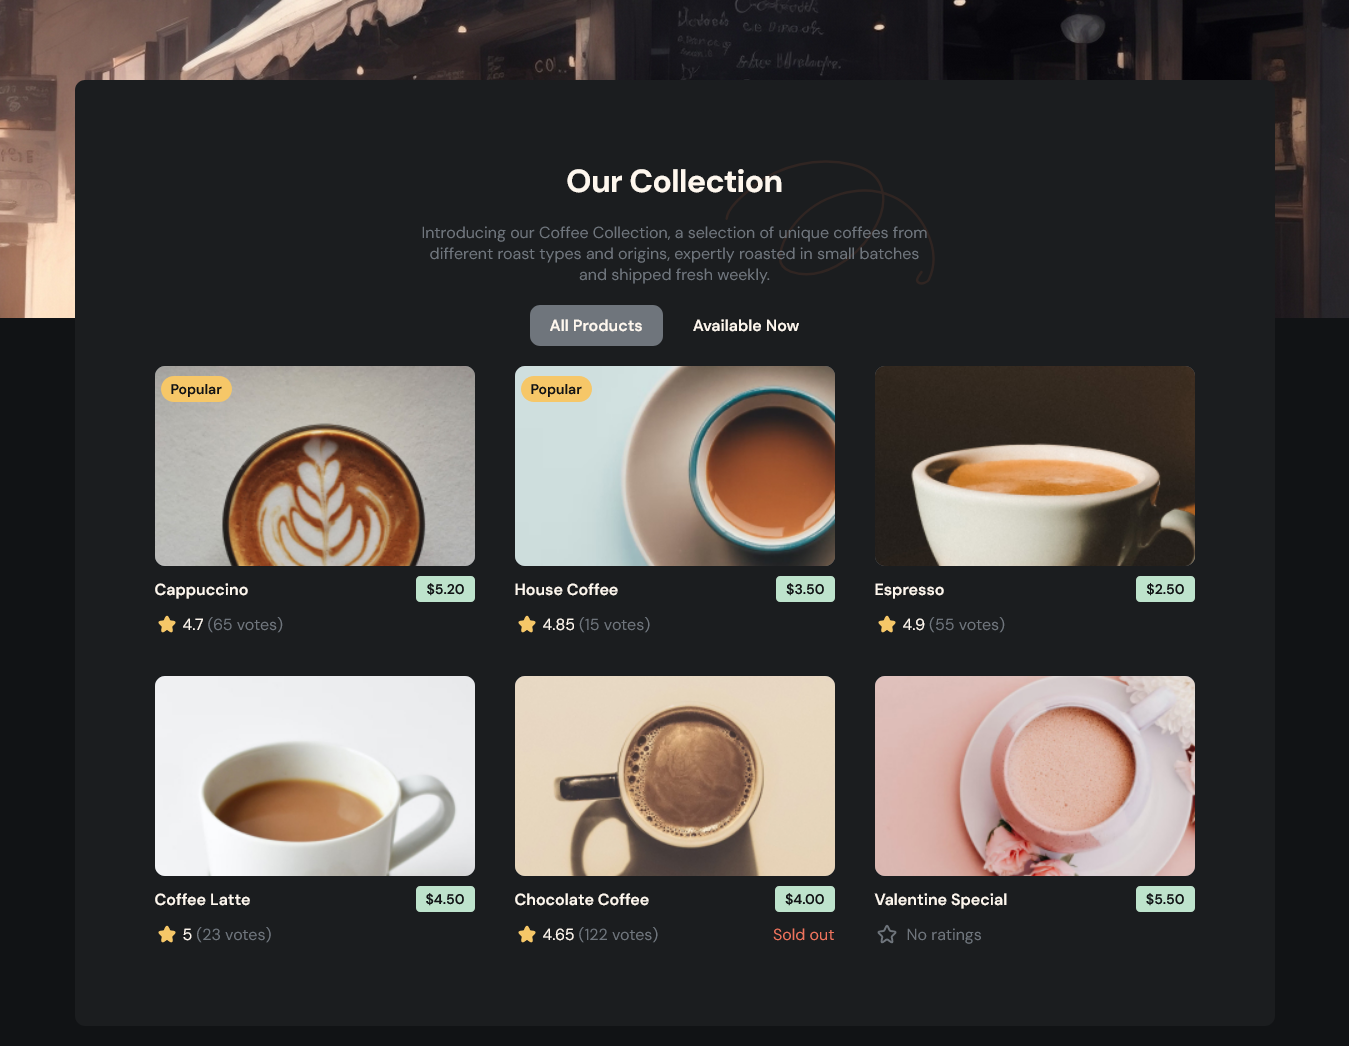 Our Collection
Introducing our Coffee Collection, a selection of unique coffees from
different roast types and origins, expertly roasted in small batches
and shipped fresh weekly.
All Products
Available Now
Popular
Popular
Cappuccino
$5.20
House Coffee
$3.50
Espresso
$2.50
4.7 (65 votes)
4.85 (15 votes)
4.9 (55 votes)
Coffee Latte
$4.50
Chocolate Coffee
$4.00
Valentine Special
$5.50
5 (23 votes)
4.65 (122 votes)
Sold out
No ratings